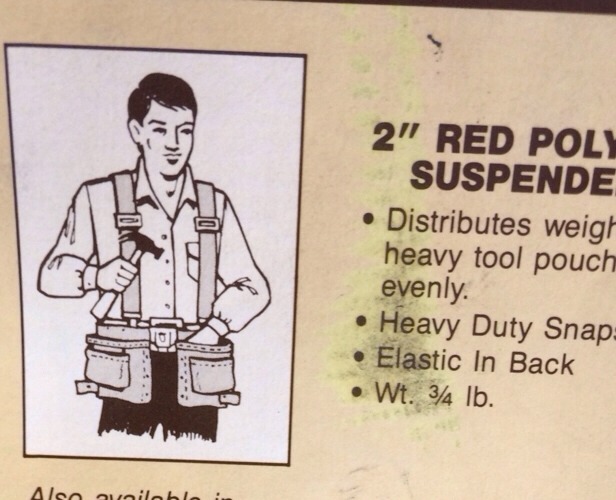 2" RED POLY
SUSPENDE
• Distributes weigh
heavy tool pouch
evenly.
• Heavy Duty Snaps
• Elastic In Back
• Wt. ¾ lb.
Also available in